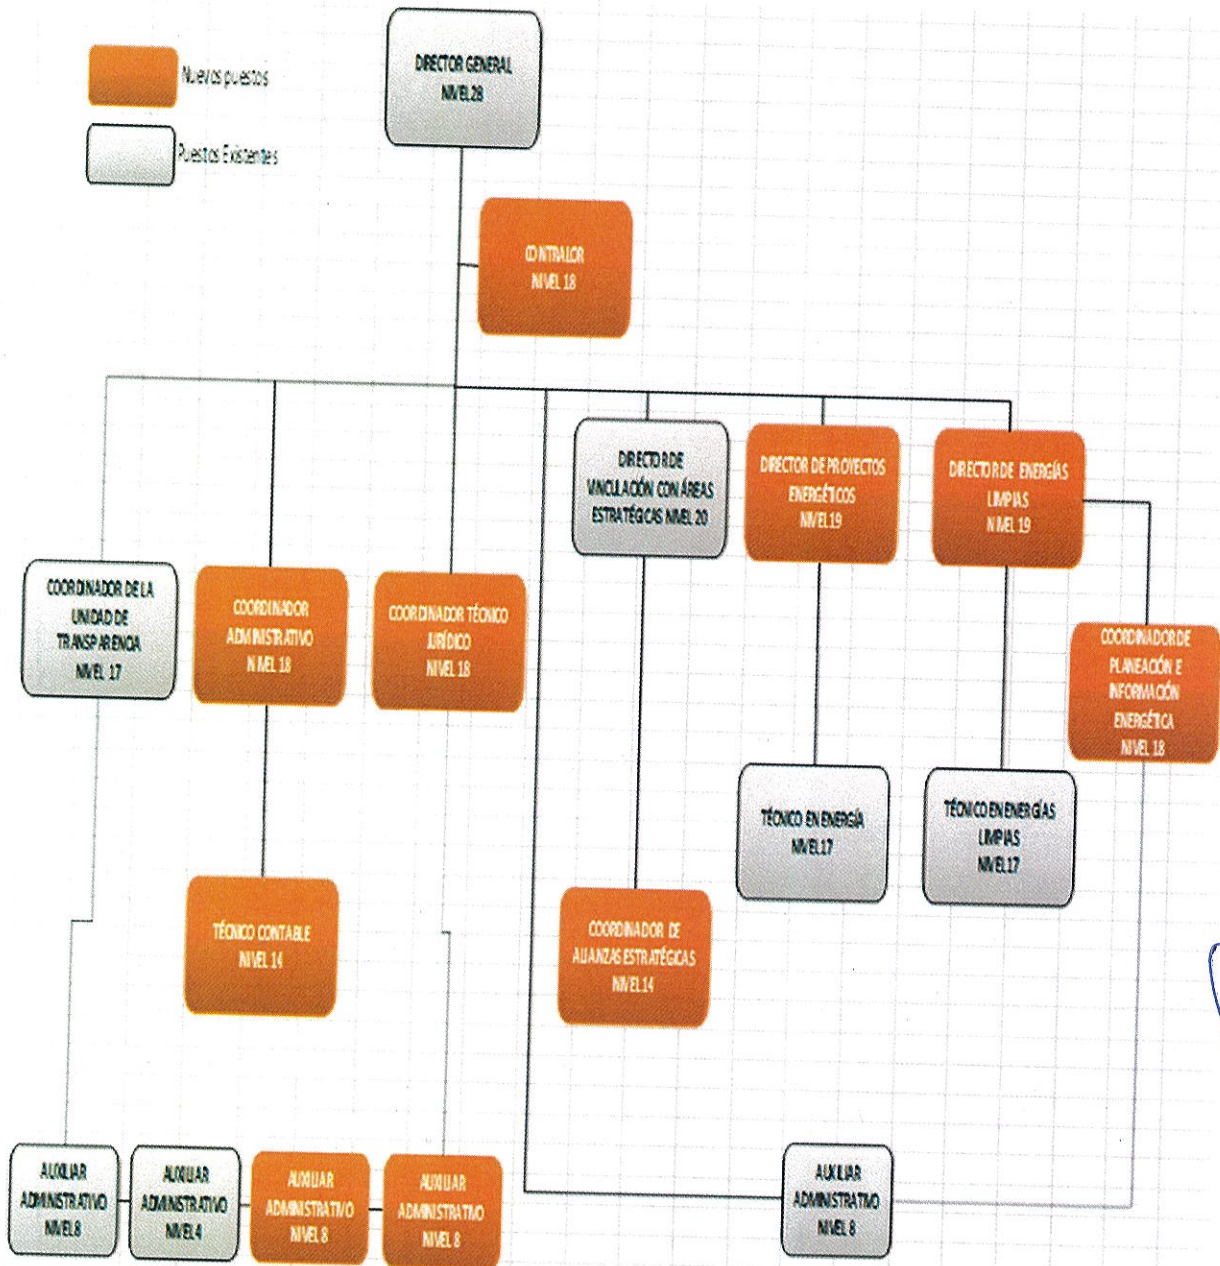 Nuevos puestos
Puestos Existentes
DIRECTOR GENERAL
NIVEL 28
CONTRALOR
NIVEL 18
DIRECTOR DE
VINCULACIÓN CON ÁREAS
ESTRATÉGICAS NIVEL 20
DIRECTOR DE PROYECTOS
ENERGÉTICOS
NIVEL 19
DIRECTOR DE ENERGÍAS
LIMPIAS
NIVEL 19
COORDINADOR DE LA
UNIDAD DE
TRANSPARENCIA
NIVEL 17
COORDINADOR
ADMINISTRATIVO
NIVEL 18
COORDINADOR TÉCNICO
JURÍDICO
NIVEL 18
COORDINADOR DE
PLANEACIÓN E
INFORMACIÓN
ENERGÉTICA
NIVEL 18
TÉCNICO EN ENERGÍA
NIVEL 17
TÉCNICO EN ENERGÍAS
LIMPIAS
NIVEL 17
TÉCNICO CONTABLE
NIVEL 14
COORDINADOR DE
ALIANZAS ESTRATÉGICAS
NIVEL 14
AUXILIAR
ADMINISTRATIVO
NIVEL 8
AUXILIAR
ADMINISTRATIVO
NIVEL 4
AUXILIAR
ADMINISTRATIVO
NIVEL 8
AUXILIAR
ADMINISTRATIVO
NIVEL 8
AUXILIAR
ADMINISTRATIVO
NIVEL 8